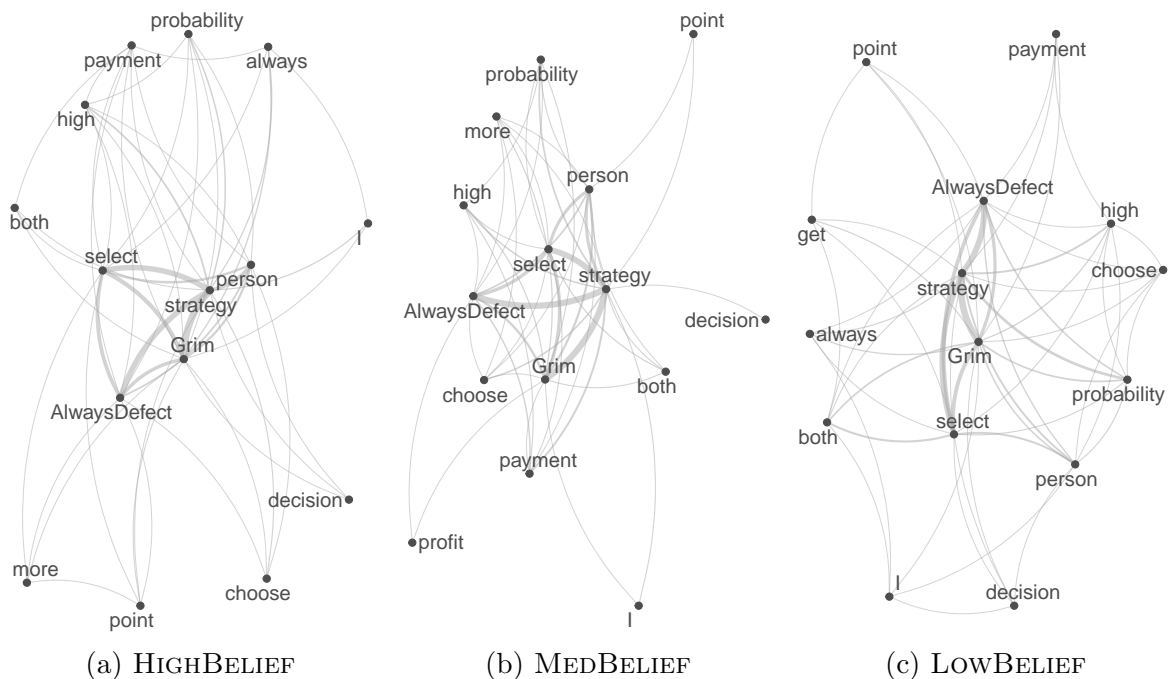 probability
payment
always
high
both
I
select
person
strategy
Grim
AlwaysDefect
decision
more
choose
point
(a) HIGHBELIEF
point
probability
more
person
high
select
strategy
AlwaysDefect
decision
Grim
choose
both
payment
profit
I
(b) MEDBELIEF
point
payment
AlwaysDefect
high
get
choose
strategy
always
Grim
probability
select
both
person
I
decision
(c) LOWBELIEF